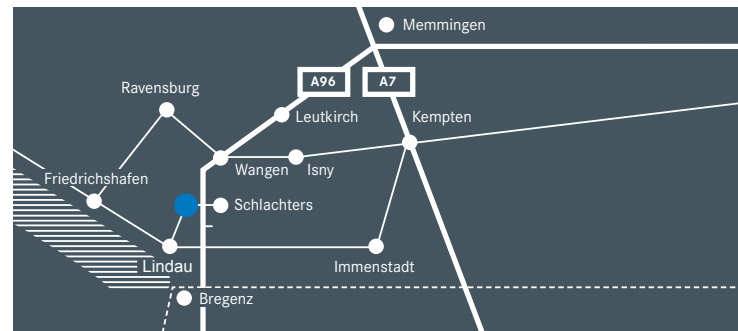 Memmingen
A96
A7
Ravensburg
Leutkirch
Kempten
Wangen
Isny
Friedrichshafen
Schlachters
Lindau
Immenstadt
Bregenz